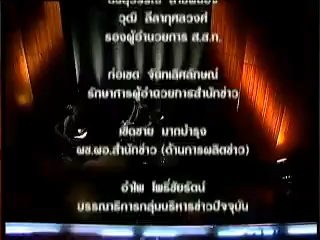 วุฒิ ลีลากุศลวงศ์
รองผู้อำนวยการ ส.ส.ท.
ก่อเขต จันทเลิศลักษณ์
รักษาการผู้อำนวยการสำนักข่าว
เชิดชาย มากบำรุง
ผช.ผอ.สำนักข่าว (ด้านการผลิตข่าว)
อำไพ โพธิ์ชัยรัตน์
บรรณาธิการกลุ่มบริหารข่าวปัจจุบัน